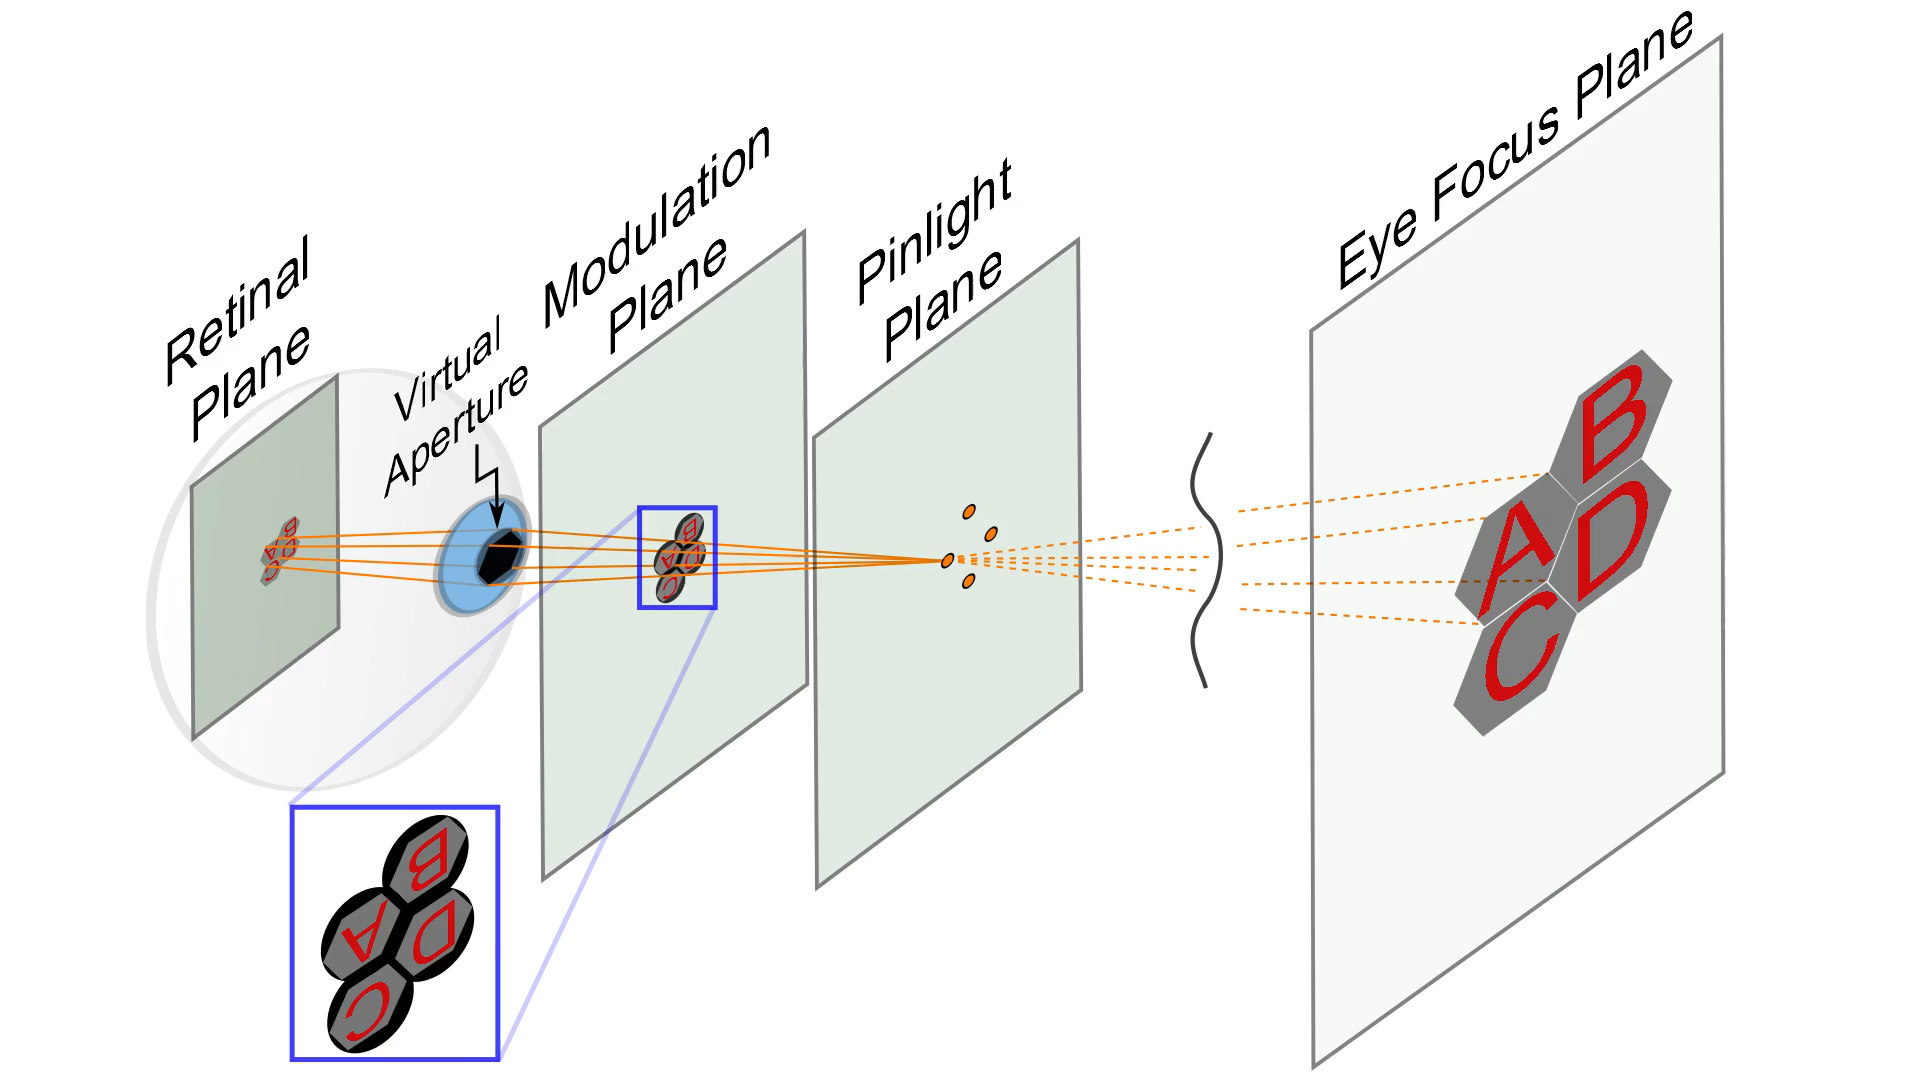 Retinal
Plane
Virtual
Aperture
Modulation
Plane
Pinlight
Plane
Eye Focus Plane
B
A D
C
B
A D
C
B
A D
C
B
A D
C